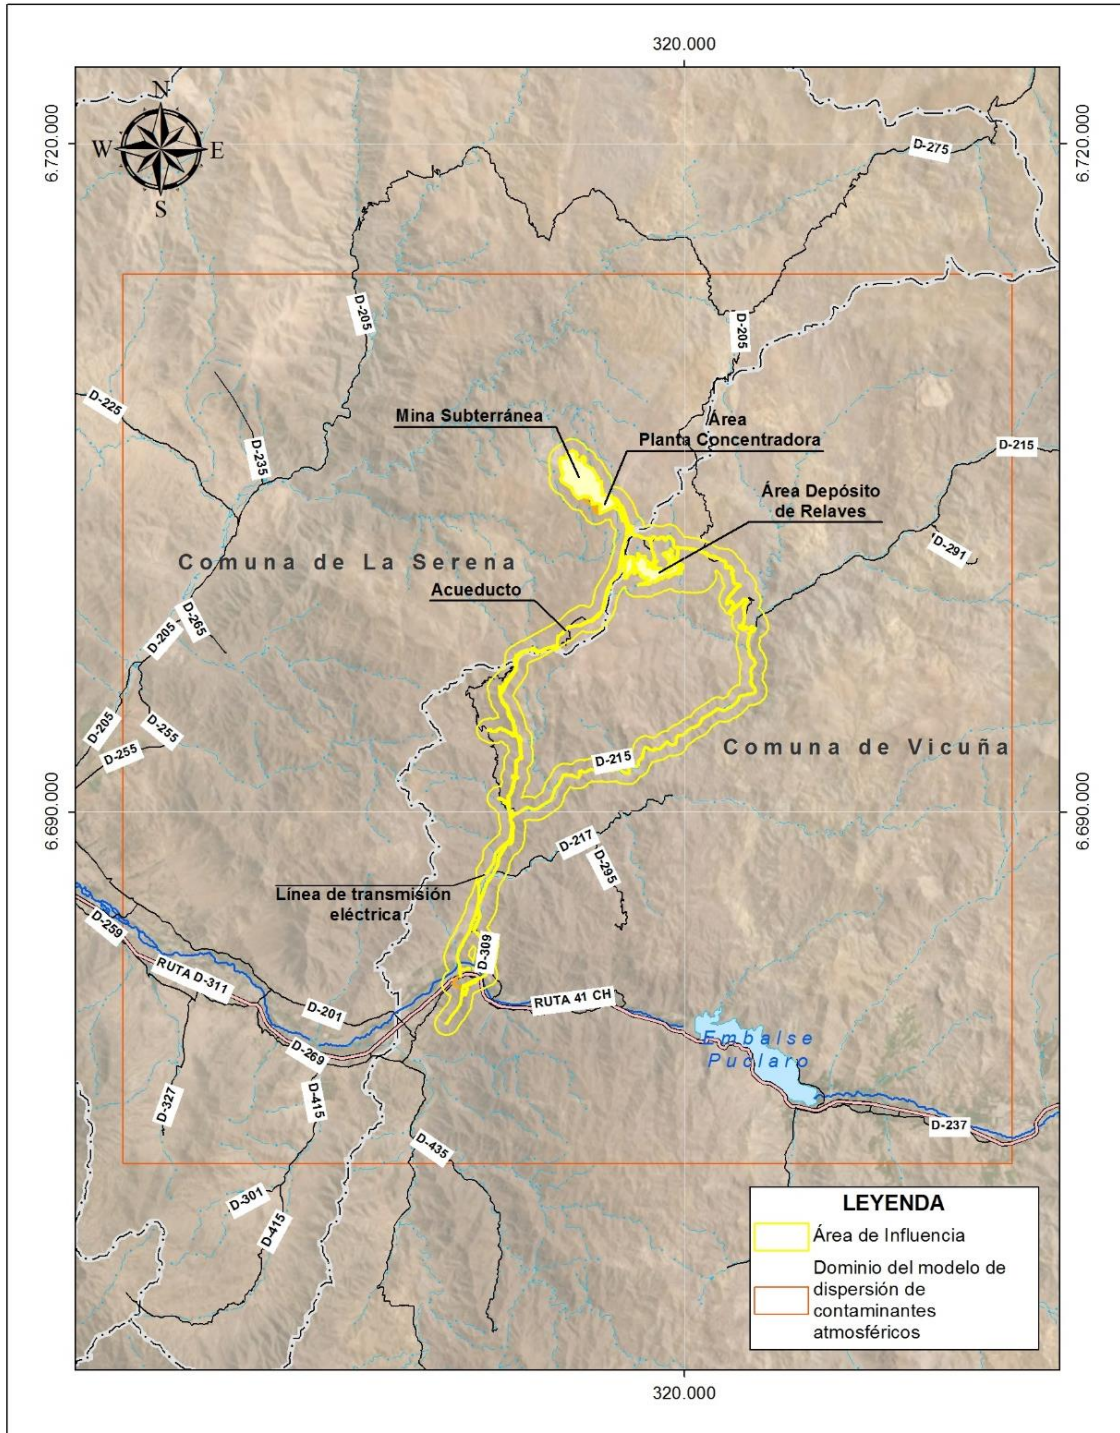 320.000
6.720.000
6.720.000
N
W
E
S
D-275
D-205
D-205
D-225
D-235
Mina Subterránea
Área
Planta Concentradora
D-215
Área Depósito
de Relaves
D-291
Comuna de La Serena
Acueducto
D-265
D-205
D-205
D-255
D-255
Comuna de Vicuña
D-215
6.690.000
6.690.000
D-217
D-295
Línea de transmisión
eléctrica
D-259
RUTA D-311
D-309
D-201
RUTA 41 CH
D-269
Embalse
Puclaro
D-327
D-415
D-237
D-435
D-301
D-415
LEYENDA
Área de Influencia
Dominio del modelo de
dispersión de
contaminantes
atmosféricos
320.000